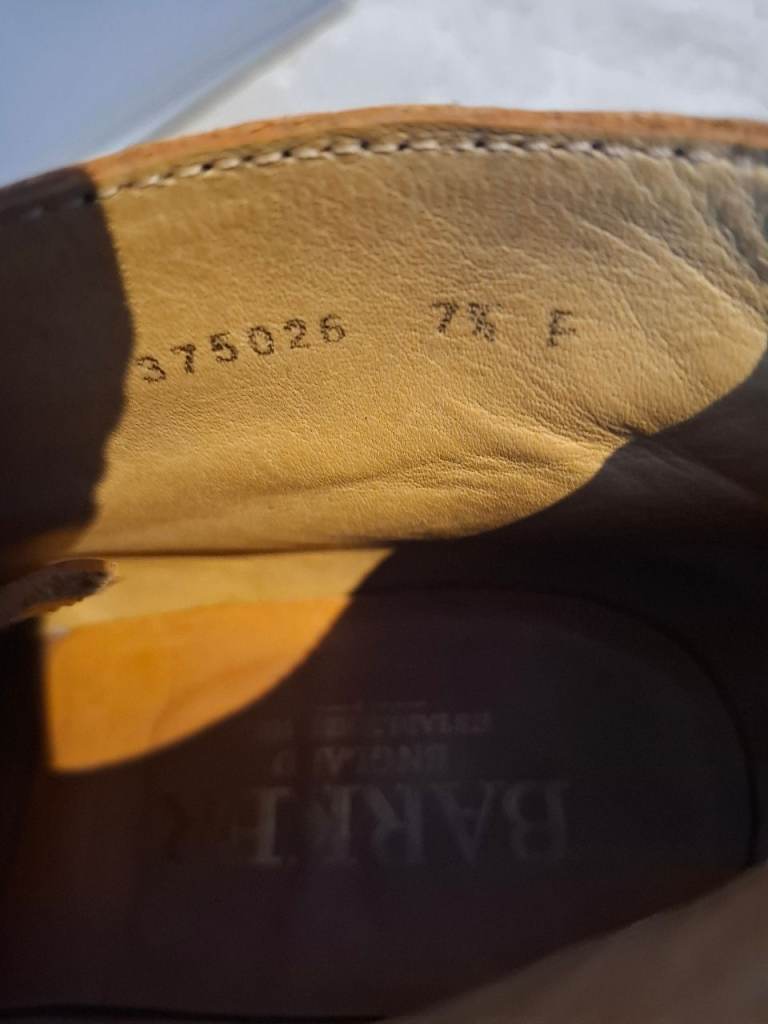 375026 7½ F
BARKER
ENGLAND